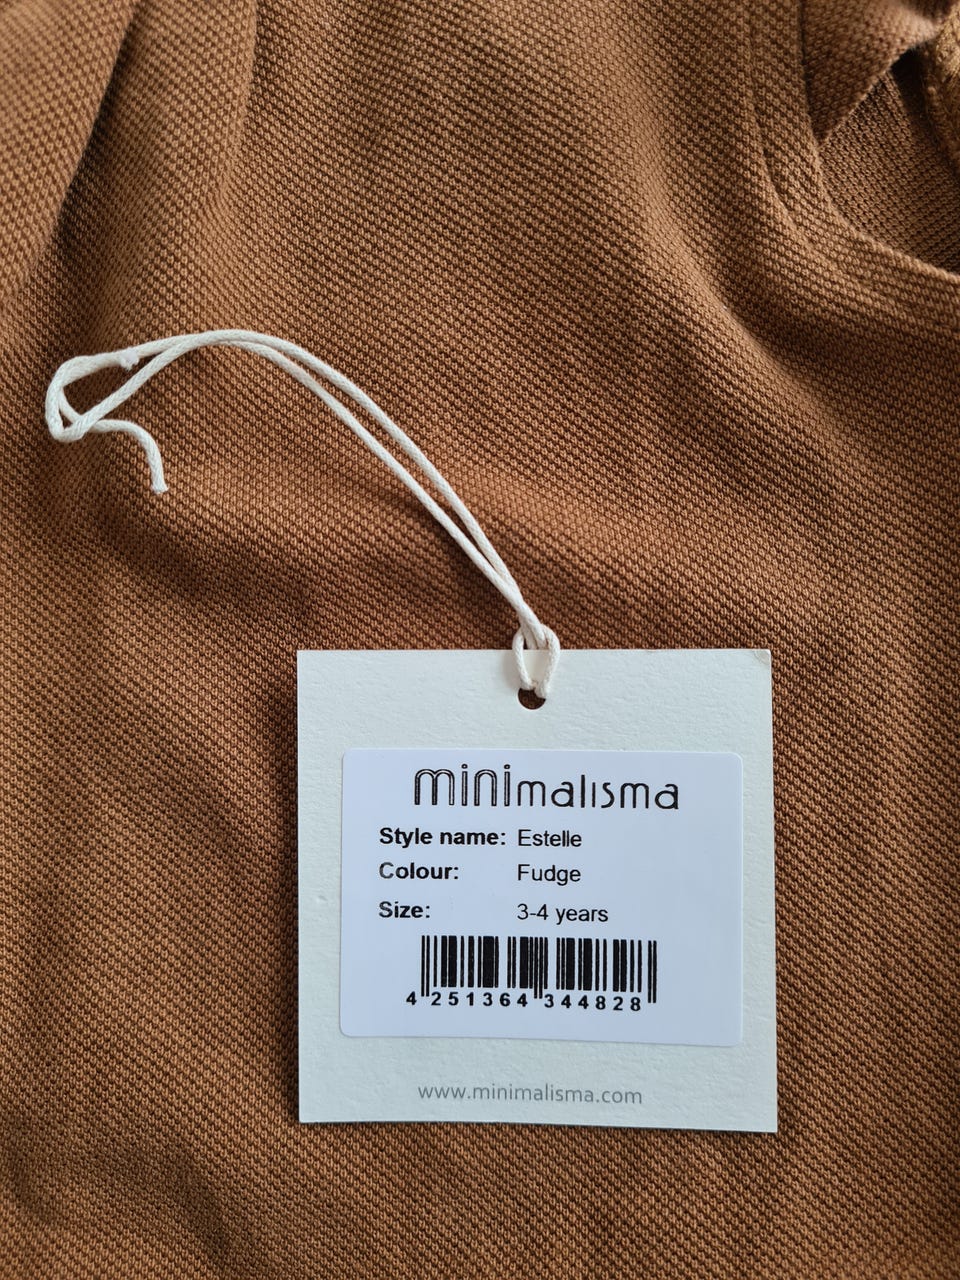 minimalisma
Style name: Estelle
Colour: Fudge
Size: 3-4 years
4 251364 344828
www.minimalisma.com